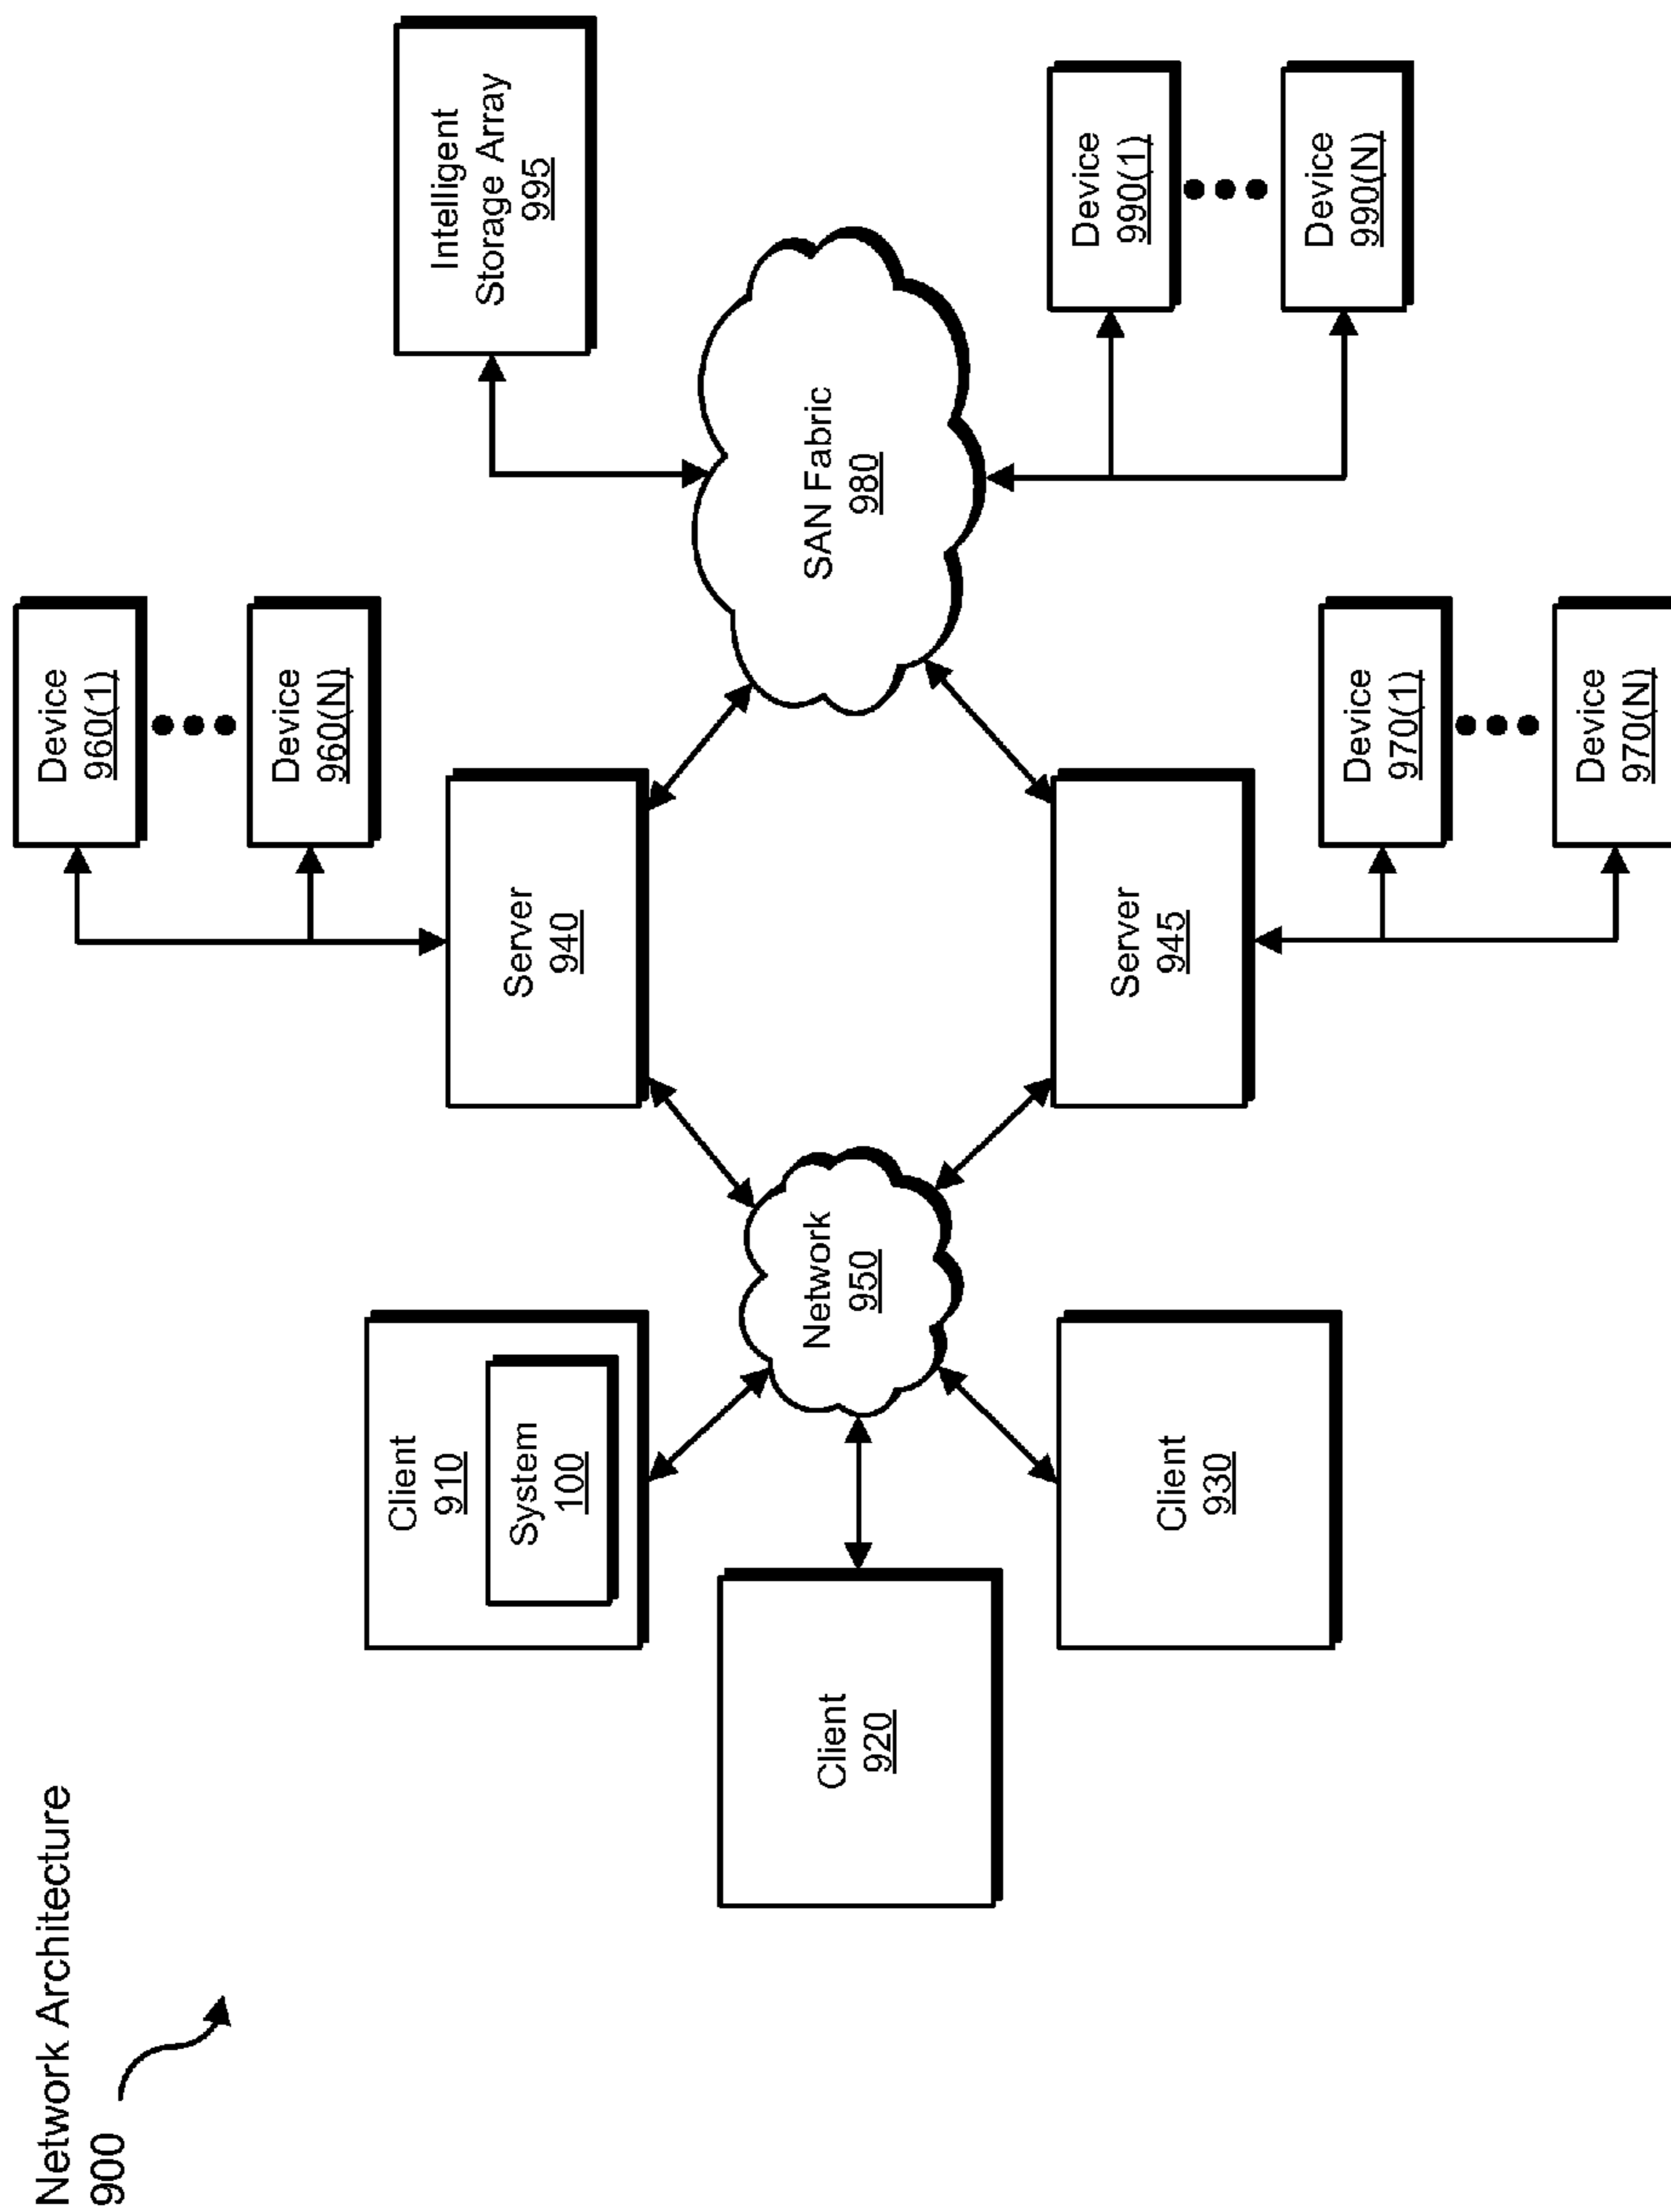 Network Architecture
900
Client
910
System
100
Client
920
Client
930
Network
950
Server
940
Server
945
Device
960(1)
Device
960(N)
Device
970(1)
Device
970(N)
SAN Fabric
980
Intelligent
Storage Array
995
Device
990(1)
Device
990(N)